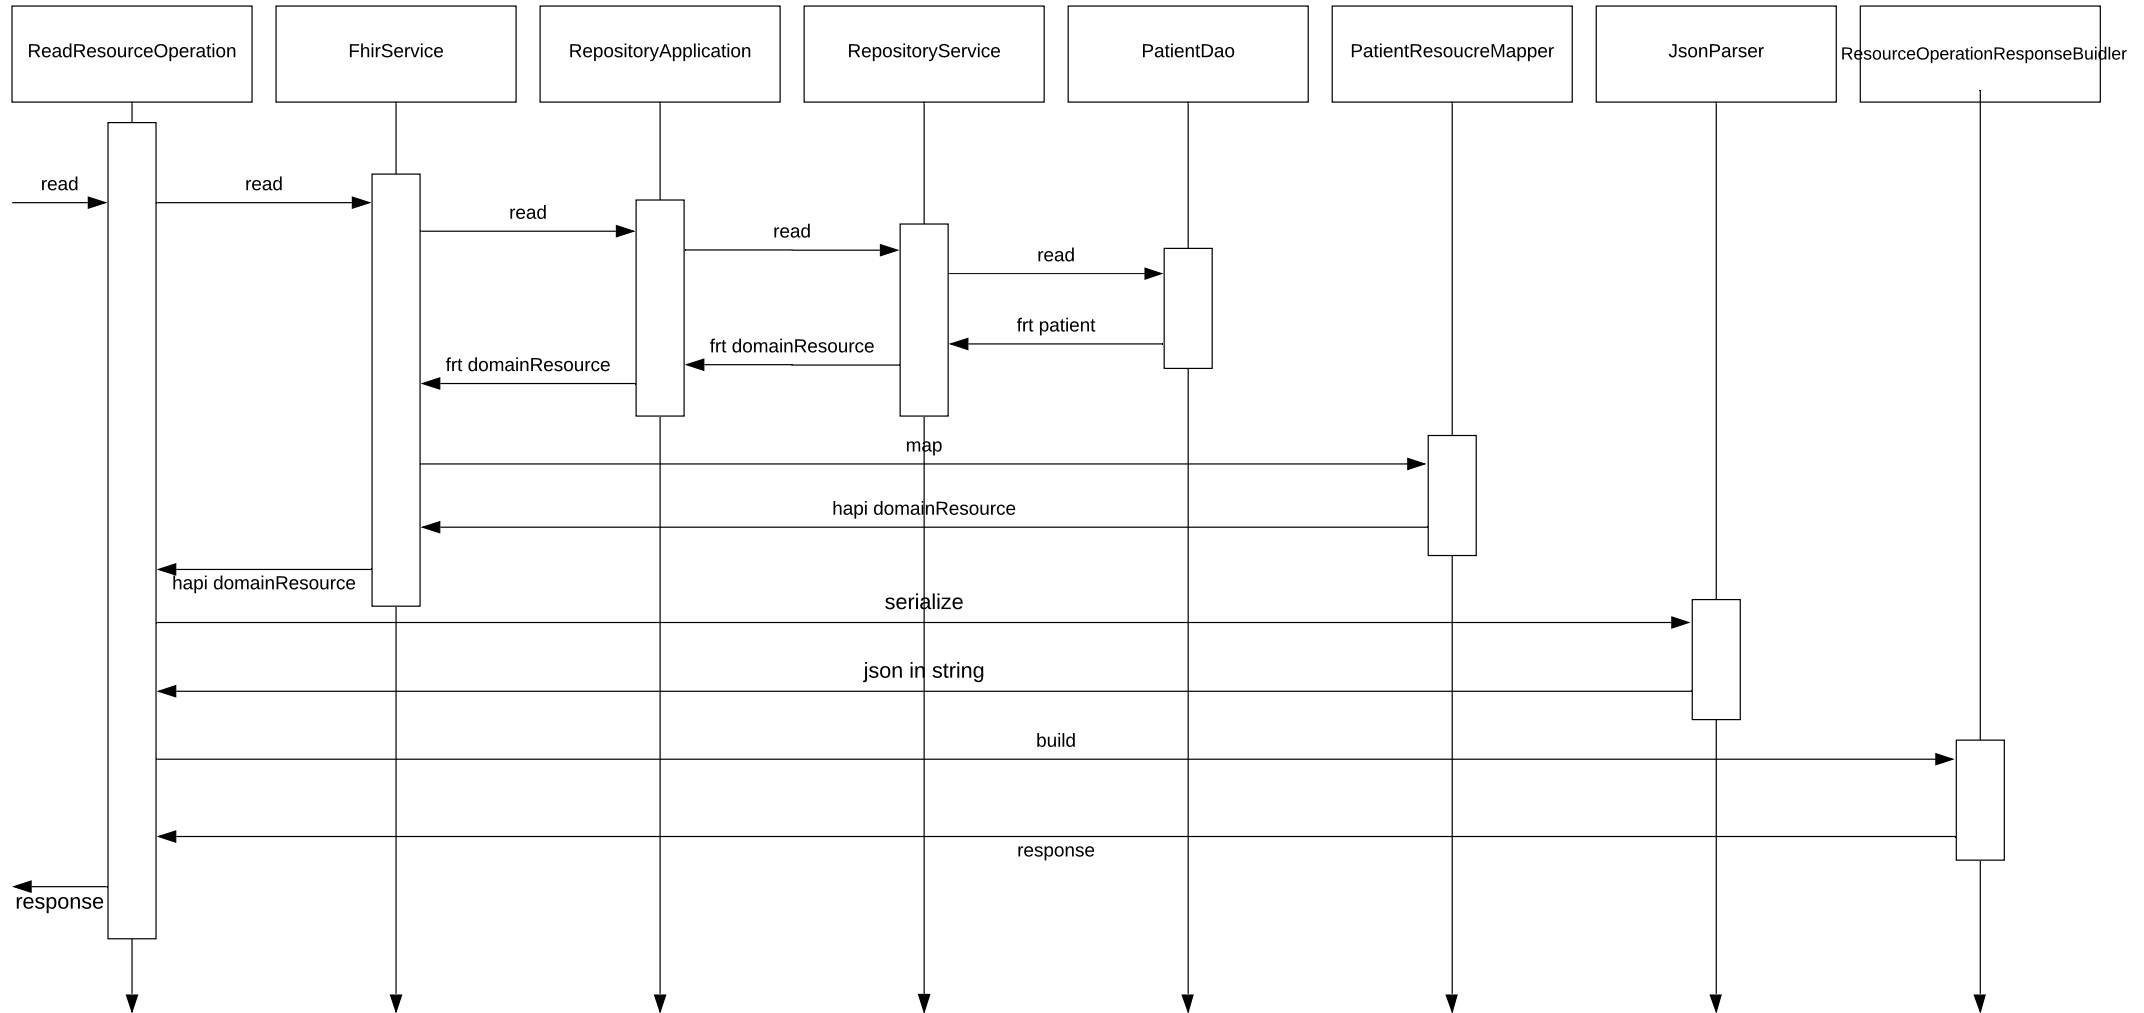 ReadResourceOperation
FhirService
RepositoryApplication
RepositoryService
PatientDao
PatientResoucreMapper
JsonParser
ResourceOperationResponseBuidler
read
read
read
read
read
frt patient
frt domainResource
frt domainResource
map
hapi domainResource
hapi domainResource
serialize
json in string
build
response
response